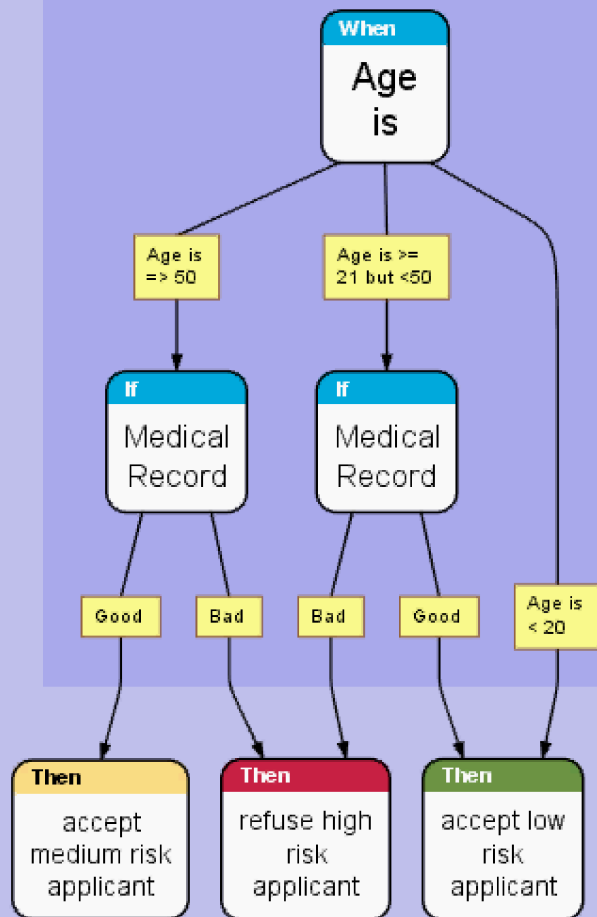 When
Age
is
Age is
=> 50
Age is >=
21 but <50
If
Medical
Record
If
Medical
Record
Good
Bad
Bad
Good
Age is
< 20
Then
accept
medium risk
applicant
Then
refuse high
risk
applicant
Then
accept low
risk
applicant